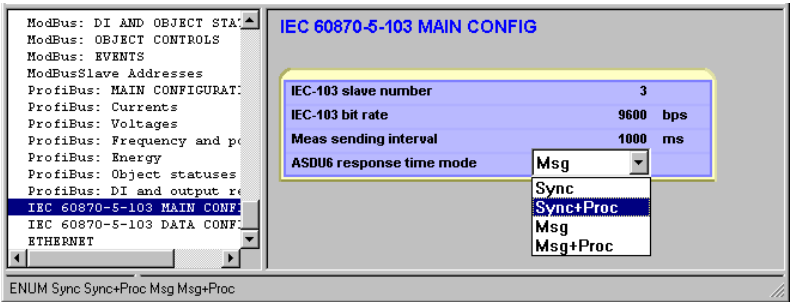 ModBus: DI AND OBJECT STA
ModBus: OBJECT CONTROLS
ModBus: EVENTS
ModBusSlave Addresses
ProfiBus: MAIN CONFIGURAT
ProfiBus: Currents
ProfiBus: Voltages
ProfiBus: Frequency and po
ProfiBus: Energy
ProfiBus: Object statuses
ProfiBus: DI and output re
IEC 60870-5-103 MAIN CONF
IEC 60870-5-103 DATA CONF
ETHERNET
IEC 60870-5-103 MAIN CONFIG
IEC-103 slave number 3
IEC-103 bit rate 9600 bps
Meas sending interval 1000 ms
ASDU6 response time mode Msg
Sync
Sync+Proc
Msg
Msg+Proc
ENUM Sync Sync+Proc Msg Msg+Proc